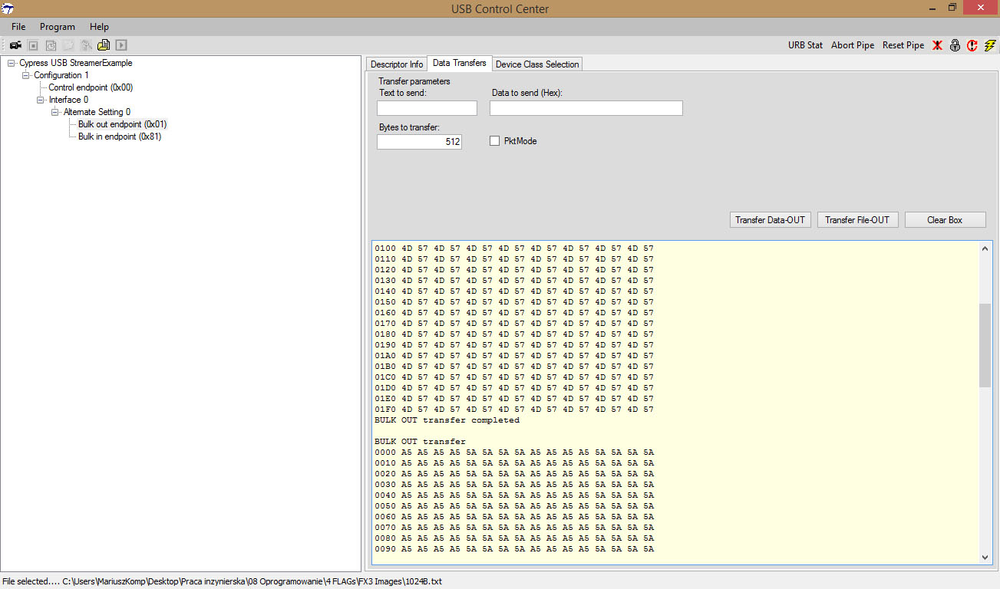 USB Control Center
File Program Help
URB Stat Abort Pipe Reset Pipe
Cypress USB StreamerExample
Configuration 1
Control endpoint (0x00)
Interface 0
Alternate Setting 0
Bulk out endpoint (0x01)
Bulk in endpoint (0x81)
Descriptor Info Data Transfers Device Class Selection
Transfer parameters
Text to send: Data to send (Hex):
Bytes to transfer:
512 PktMode
Transfer Data-OUT Transfer File-OUT Clear Box
0100 4D 57 4D 57 4D 57 4D 57 4D 57 4D 57 4D 57 4D 57
0110 4D 57 4D 57 4D 57 4D 57 4D 57 4D 57 4D 57 4D 57
0120 4D 57 4D 57 4D 57 4D 57 4D 57 4D 57 4D 57 4D 57
0130 4D 57 4D 57 4D 57 4D 57 4D 57 4D 57 4D 57 4D 57
0140 4D 57 4D 57 4D 57 4D 57 4D 57 4D 57 4D 57 4D 57
0150 4D 57 4D 57 4D 57 4D 57 4D 57 4D 57 4D 57 4D 57
0160 4D 57 4D 57 4D 57 4D 57 4D 57 4D 57 4D 57 4D 57
0170 4D 57 4D 57 4D 57 4D 57 4D 57 4D 57 4D 57 4D 57
0180 4D 57 4D 57 4D 57 4D 57 4D 57 4D 57 4D 57 4D 57
0190 4D 57 4D 57 4D 57 4D 57 4D 57 4D 57 4D 57 4D 57
01A0 4D 57 4D 57 4D 57 4D 57 4D 57 4D 57 4D 57 4D 57
01B0 4D 57 4D 57 4D 57 4D 57 4D 57 4D 57 4D 57 4D 57
01C0 4D 57 4D 57 4D 57 4D 57 4D 57 4D 57 4D 57 4D 57
01D0 4D 57 4D 57 4D 57 4D 57 4D 57 4D 57 4D 57 4D 57
01E0 4D 57 4D 57 4D 57 4D 57 4D 57 4D 57 4D 57 4D 57
01F0 4D 57 4D 57 4D 57 4D 57 4D 57 4D 57 4D 57 4D 57
BULK OUT transfer completed
BULK OUT transfer
0000 A5 A5 A5 A5 5A 5A 5A 5A A5 A5 A5 A5 5A 5A 5A 5A
0010 A5 A5 A5 A5 5A 5A 5A 5A A5 A5 A5 A5 5A 5A 5A 5A
0020 A5 A5 A5 A5 5A 5A 5A 5A A5 A5 A5 A5 5A 5A 5A 5A
0030 A5 A5 A5 A5 5A 5A 5A 5A A5 A5 A5 A5 5A 5A 5A 5A
0040 A5 A5 A5 A5 5A 5A 5A 5A A5 A5 A5 A5 5A 5A 5A 5A
0050 A5 A5 A5 A5 5A 5A 5A 5A A5 A5 A5 A5 5A 5A 5A 5A
0060 A5 A5 A5 A5 5A 5A 5A 5A A5 A5 A5 A5 5A 5A 5A 5A
0070 A5 A5 A5 A5 5A 5A 5A 5A A5 A5 A5 A5 5A 5A 5A 5A
0080 A5 A5 A5 A5 5A 5A 5A 5A A5 A5 A5 A5 5A 5A 5A 5A
0090 A5 A5 A5 A5 5A 5A 5A 5A A5 A5 A5 A5 5A 5A 5A 5A
File selected.... C:\Users\MariuszKomp\Desktop\Praca inzynierska\08 Oprogramowanie\4 FLAGs\FX3 Images\1024B.txt